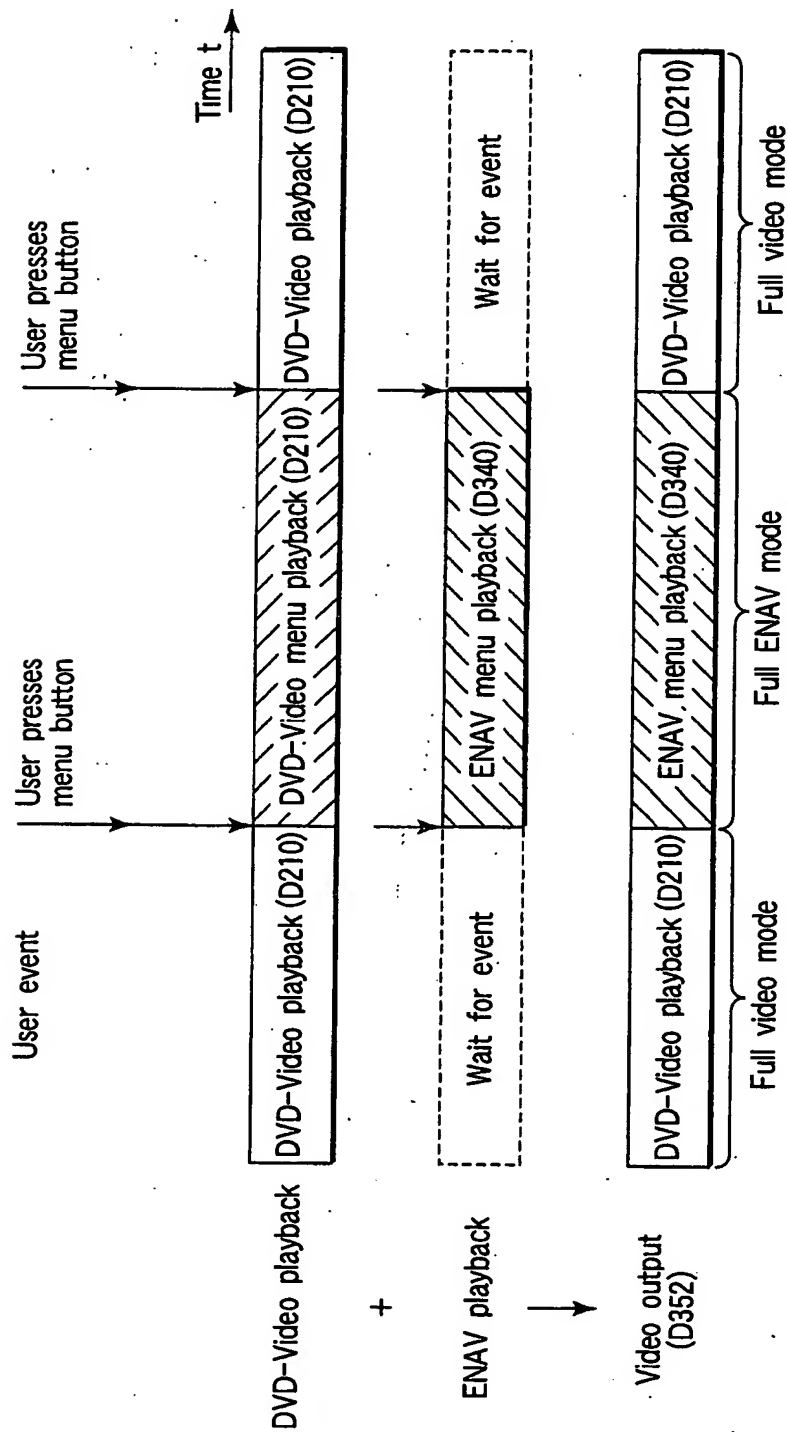 User event
User presses
menu button
User presses
menu button
Time t
DVD-Video playback
DVD-Video playback (D210)
DVD-Video menu playback (D210)
DVD-Video playback (D210)
+
ENAV playback
Wait for event
ENAV menu playback (D340)
Wait for event
Video output
(D352)
DVD-Video playback (D210)
ENAV menu playback (D340)
DVD-Video playback (D210)
Full video mode
Full ENAV mode
Full video mode